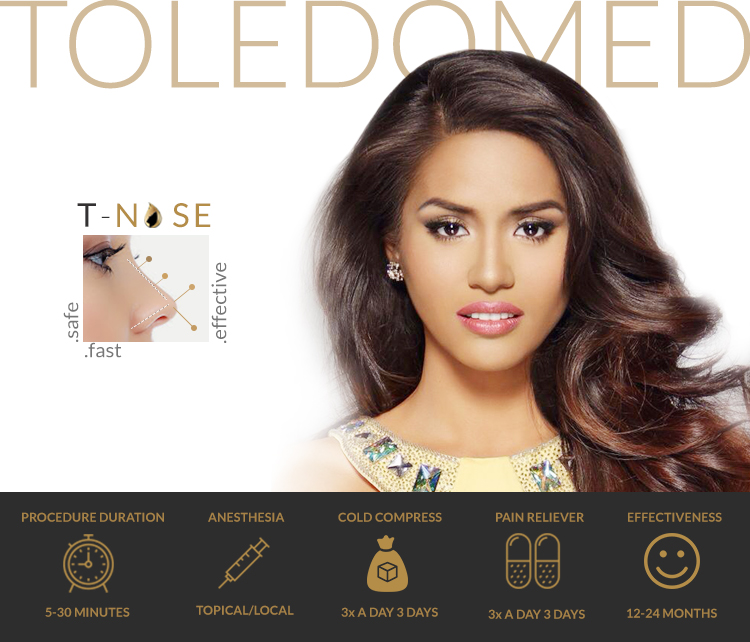 TOLEDOMED
T-NOSE
.safe
.fast
.effective
PROCEDURE DURATION
5-30 MINUTES
ANESTHESIA
TOPICAL/LOCAL
COLD COMPRESS
3x A DAY 3 DAYS
PAIN RELIEVER
3x A DAY 3 DAYS
EFFECTIVENESS
12-24 MONTHS